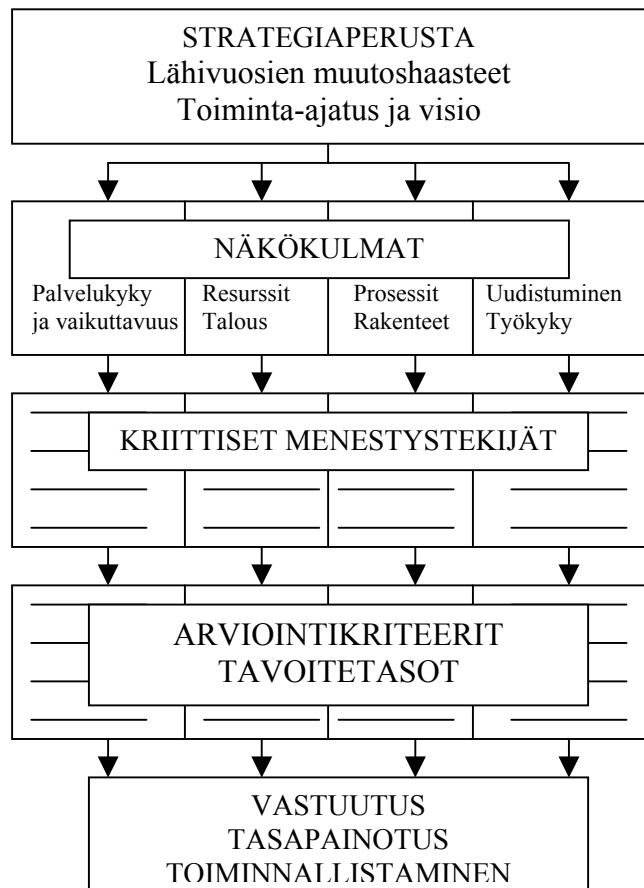 STRATEGIAPERUSTA
Lähivuosien muutoshaasteet
Toiminta-ajatus ja visio
NÄKÖKULMAT
Palvelukyky
ja vaikuttavuus
Resurssit
Talous
Prosessit
Rakenteet
Uudistuminen
Työkyky
KRIITTISET MENESTYSTEKIJÄT
ARVIOINTIKRITEERIT
TAVOITETASOT
VASTUUTUS
TASAPAINOTUS
TOIMINNALLISTAMINEN